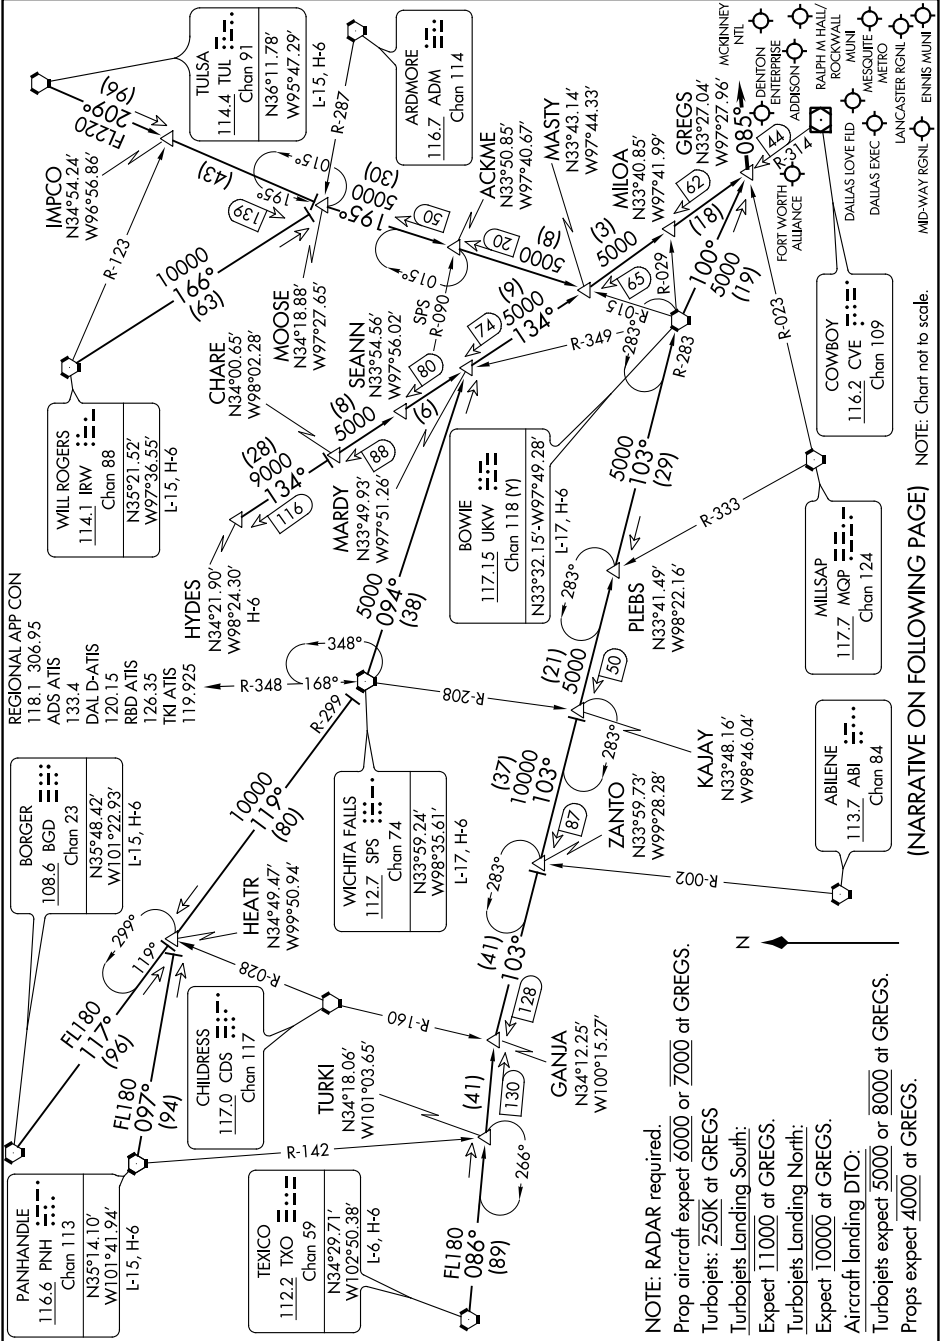 REGIONAL APP CON
118.1 306.95
ADS ATIS
133.4
DAL D-ATIS
120.15
RBD ATIS
126.35
TKI ATIS
119.925
BORGER
108.6 BGD
Chan 23
N35°48.42'
W101°22.93'
L-15, H-6
PANHANDLE
116.6 PNH
Chan 113
N35°14.10'
W101°41.94'
L-15, H-6
TEXICO
112.2 TXO
Chan 59
N34°29.71'
W102°50.38'
L-6, H-6
CHILDRESS
117.0 CDS
Chan 117
WICHITA FALLS
112.7 SPS
Chan 74
N33°59.24'
W98°35.61'
L-17, H-6
WILL ROGERS
114.1 IRW
Chan 88
N35°21.52'
W97°36.55'
L-15, H-6
TULSA
114.4 TUL
Chan 91
N36°11.78'
W95°47.29'
L-15, H-6
ARDMORE
116.7 ADM
Chan 114
BOWIE
117.15 UKW
Chan 118 (Y)
N33°32.15'-W97°49.28'
L-17, H-6
COWBOY
116.2 CVE
Chan 109
MILLSAP
117.7 MQP
Chan 124
ABILENE
113.7 ABI
Chan 84
HEATR
N34°49.47'
W99°50.94'
TURKI
N34°18.06'
W101°03.65'
GANJA
N34°12.25'
W100°15.27'
ZANTO
N33°59.73'
W99°28.28'
KAJAY
N33°48.16'
W98°46.04'
PLEBS
N33°41.49'
W98°22.16'
HYDES
N34°21.90'
W98°24.30'
H-6
CHARE
N34°00.65'
W98°02.28'
SEANN
N33°54.56'
W97°56.02'
MARDY
N33°49.93'
W97°51.26'
MOOSE
N34°18.88'
W97°27.65'
IMPCO
N34°54.24'
W96°56.86'
ACKME
N33°50.85'
W97°40.67'
MASTY
N33°43.14'
W97°44.33'
MILOA
N33°40.85'
W97°41.99'
GREGS
N33°27.04'
W97°27.96'
FL180
117°
(96)
FL180
097°
(94)
FL180
086°
(89)
266°
R-142
(41)
130
128
R-160
R-028
299°
119°
10000
119°
(80)
R-299
R-348
168°
348°
R-208
(41)
103°
283°
87
R-002
(37)
10000
103°
283°
50
(21)
5000
283°
R-333
5000
103°
(29)
R-283
283°
5000
094°
(38)
(28)
9000
134°
116
(8)
5000
88
(6)
80
74
(9)
5000
134°
R-349
R-015
R-029
65
(3)
5000
62
(18)
100°
5000
(19)
R-023
R-314
44
085°
FL220
209°
(96)
R-123
(43)
139
10000
166°
(93)
R-287
195°
015°
(30)
5000
195°
50
015°
SPS
R-090
20
5000
(8)
MCKINNEY
NTL
DENTON
ENTERPRISE
ADDISON
RALPH M HALL/
ROCKWALL
MUNI
MESQUITE
METRO
LANCASTER RGNL
ENNIS MUNI
FORT WORTH
ALLIANCE
DALLAS LOVE FLD
DALLAS EXEC
MID-WAY RGNL
N
NOTE: RADAR required.
Prop aircraft expect 6000 or 7000 at GREGS.
Turbojets: 250K at GREGS
Turbojets Landing South:
Expect 11000 at GREGS.
Turbojets Landing North:
Expect 10000 at GREGS.
Aircraft landing DTO:
Turbojets expect 5000 or 8000 at GREGS.
Props expect 4000 at GREGS.
(NARRATIVE ON FOLLOWING PAGE)
NOTE: Chart not to scale.